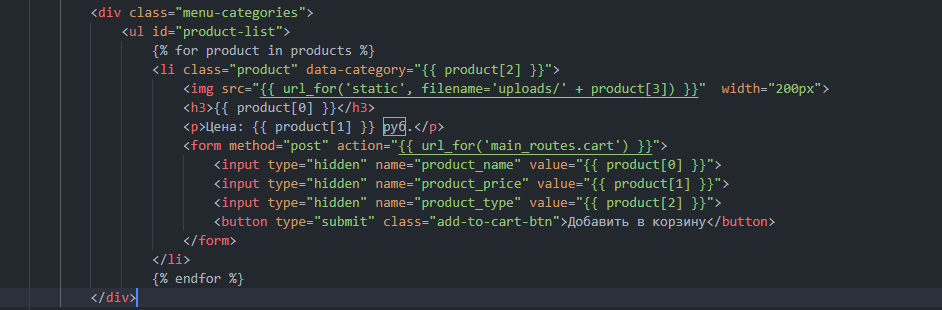 <div class="menu-categories">
<ul id="product-list">
{% for product in products %}
<li class="product" data-category="{{ product[2] }}">
<img src="{{ url_for('static', filename='uploads/' + product[3]) }}"  width="200px">
<h3>{{ product[0] }}</h3>
<p>Цена: {{ product[1] }} руб.</p>
<form method="post" action="{{ url_for('main_routes.cart') }}">
<input type="hidden" name="product_name" value="{{ product[0] }}">
<input type="hidden" name="product_price" value="{{ product[1] }}">
<input type="hidden" name="product_type" value="{{ product[2] }}">
<button type="submit" class="add-to-cart-btn">Добавить в корзину</button>
</form>
</li>
{% endfor %}
</div>